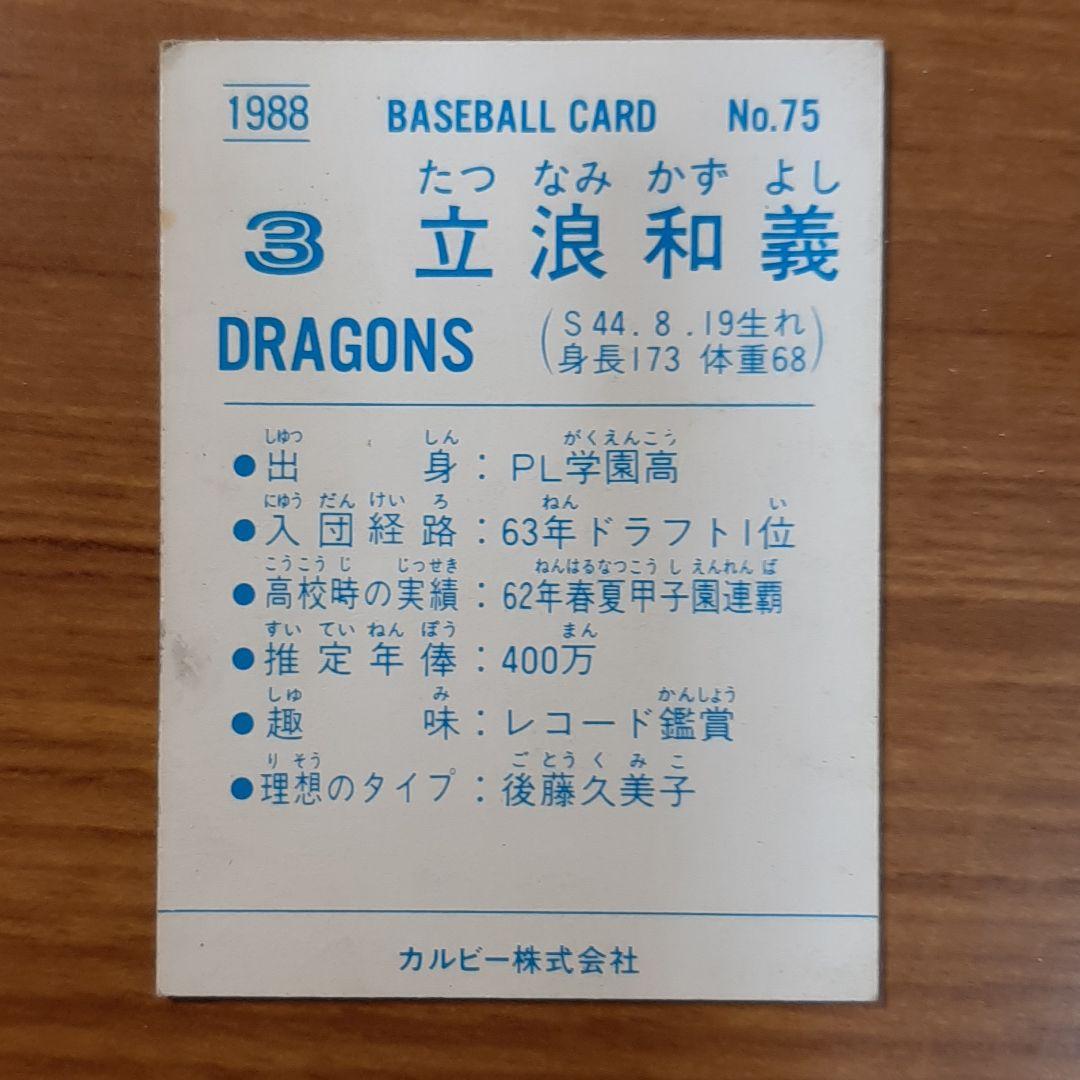 1988 BASEBALL CARD No.75
たつ なみ かず よし
3 立浪和義
DRAGONS
(S44.8.19生れ
身長173 体重68)
しゅつ しん がくえんこう
●出身：PL学園高
にゅう だん けい ろ ねん い
●入団経路：63年ドラフト1位
こうこうじ じっせき ねんはるなつこうしえんれんぱ
●高校時の実績：62年春夏甲子園連覇
すい てい ねん ぽう まん
●推定年俸：400万
しゅ み かんしょう
●趣味：レコード鑑賞
り そう ご とう く み こ
●理想のタイプ：後藤久美子
カルビー株式会社